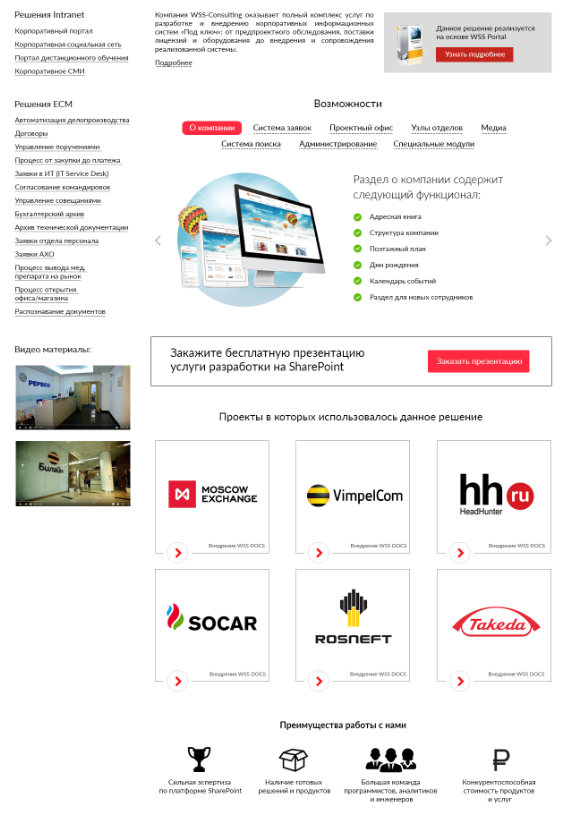 Решения Intranet
Корпоративный портал
Корпоративная социальная сеть
Портал дистанционного обучения
Корпоративное СМИ
Компания WSS-Consulting оказывает полный комплекс услуг по
разработке и внедрению корпоративных информационных
систем «Под ключ»: от предпроектного обследования, поставки
лицензий и оборудования до внедрения и сопровождения
реализованной системы.
Подробнее
Данное решение реализуется
на основе WSS Portal
Узнать подробнее
Решения ECM
Автоматизация делопроизводства
Договоры
Управление поручениями
Процесс от закупки до платежа
Заявки в ИТ (IT Service Desk)
Согласование командировок
Управление совещаниями
Бухгалтерский архив
Архив технической документации
Заявки отдела персонала
Заявки АХО
Процесс вывода мед.
препарата на рынок
Процесс открытия
офиса/магазина
Распознавание документов
Возможности
О компании
Система заявок
Проектный офис
Узлы отделов
Медиа
Система поиска
Администрирование
Специальные модули
Раздел о компании содержит
следующий функционал:
Адресная книга
Структура компании
Поэтажный план
Дни рождения
Календарь событий
Раздел для новых сотрудников
Видео материалы:
PEPSICO
Билайн
Закажите бесплатную презентацию
услуги разработки на SharePoint
Заказать презентацию
Проекты в которых использовалось данное решение
MOSCOW
EXCHANGE
Внедрение WSS DOCS
VimpelCom
Внедрение WSS DOCS
hh ru
HeadHunter
Внедрение WSS DOCS
SOCAR
Внедрение WSS DOCS
ROSNEFT
Внедрение WSS DOCS
Takeda
Внедрение WSS DOCS
Преимущества работы с нами
Сильная эспертиза
по платформе SharePoint
Наличие готовых
решений и продуктов
Большая команда
программистов, аналитиков
и инженеров
Конкурентоспособная
стоимость продуктов
и услуг